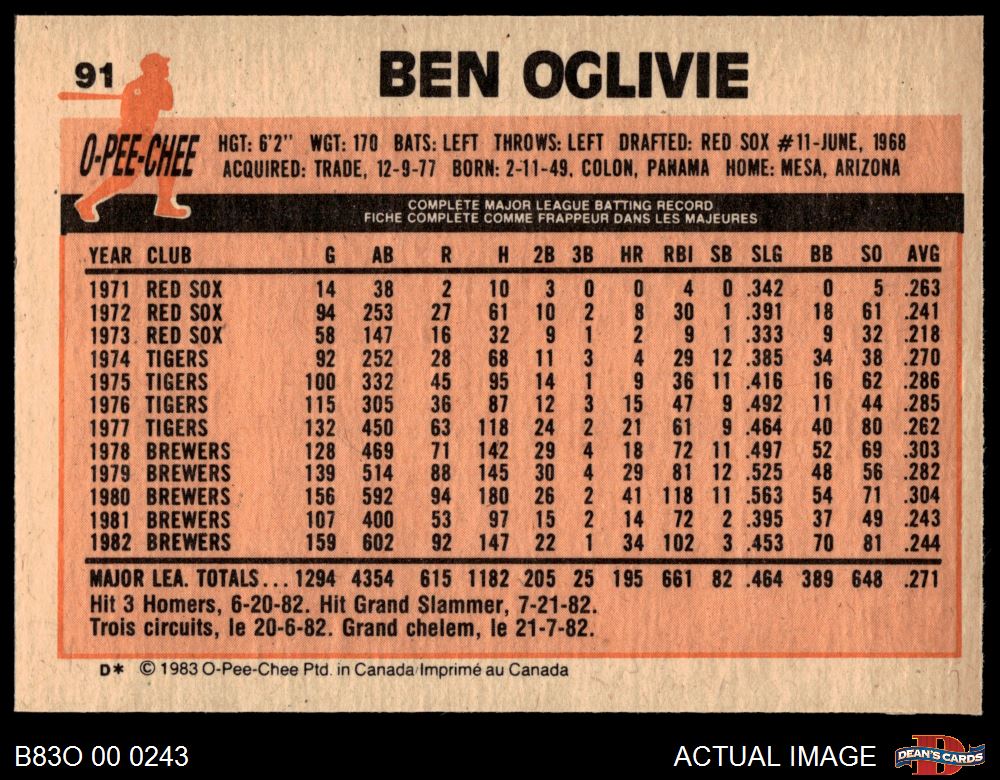 91
BEN OGLIVIE
O-PEE-CHEE
HGT: 6'2" WGT: 170 BATS: LEFT THROWS: LEFT DRAFTED: RED SOX #11-JUNE, 1968
ACQUIRED: TRADE, 12-9-77 BORN: 2-11-49, COLON, PANAMA HOME: MESA, ARIZONA
COMPLETE MAJOR LEAGUE BATTING RECORD
FICHE COMPLÈTE COMME FRAPPEUR DANS LES MAJEURES
YEAR CLUB G AB R H 2B 3B HR RBI SB SLG BB SO AVG
1971 RED SOX 14 38 2 10 3 0 0 4 0 .342 0 5 .263
1972 RED SOX 94 253 27 61 10 2 8 30 1 .391 18 61 .241
1973 RED SOX 58 147 16 32 9 1 2 9 1 .333 9 32 .218
1974 TIGERS 92 252 28 68 11 3 4 29 12 .385 34 38 .270
1975 TIGERS 100 332 45 95 14 1 9 36 11 .416 16 62 .286
1976 TIGERS 115 305 36 87 12 3 15 47 9 .492 11 44 .285
1977 TIGERS 132 450 63 118 24 2 21 61 9 .464 40 80 .262
1978 BREWERS 128 469 71 142 29 4 18 72 11 .497 52 69 .303
1979 BREWERS 139 514 88 145 30 4 29 81 12 .525 48 56 .282
1980 BREWERS 156 592 94 180 26 2 41 118 11 .563 54 71 .304
1981 BREWERS 107 400 53 97 15 2 14 72 2 .395 37 49 .243
1982 BREWERS 159 602 92 147 22 1 34 102 3 .453 70 81 .244
MAJOR LEA. TOTALS... 1294 4354 615 1182 205 25 195 661 82 .464 389 648 .271
Hit 3 Homers, 6-20-82. Hit Grand Slammer, 7-21-82.
Trois circuits, le 20-6-82. Grand chelem, le 21-7-82.
D* © 1983 O-Pee-Chee Ptd. in Canada/Imprimé au Canada
B83O 00 0243
ACTUAL IMAGE
DEAN'S CARDS